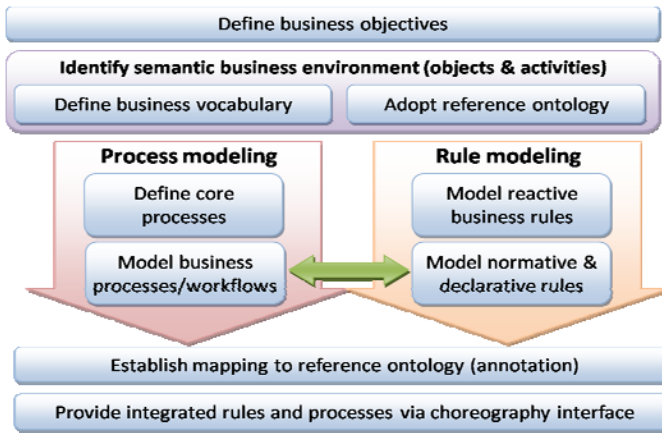 Define business objectives
Identify semantic business environment (objects & activities)
Define business vocabulary
Adopt reference ontology
Process modeling
Define core
processes
Model business
processes/workflows
Rule modeling
Model reactive
business rules
Model normative &
declarative rules
Establish mapping to reference ontology (annotation)
Provide integrated rules and processes via choreography interface